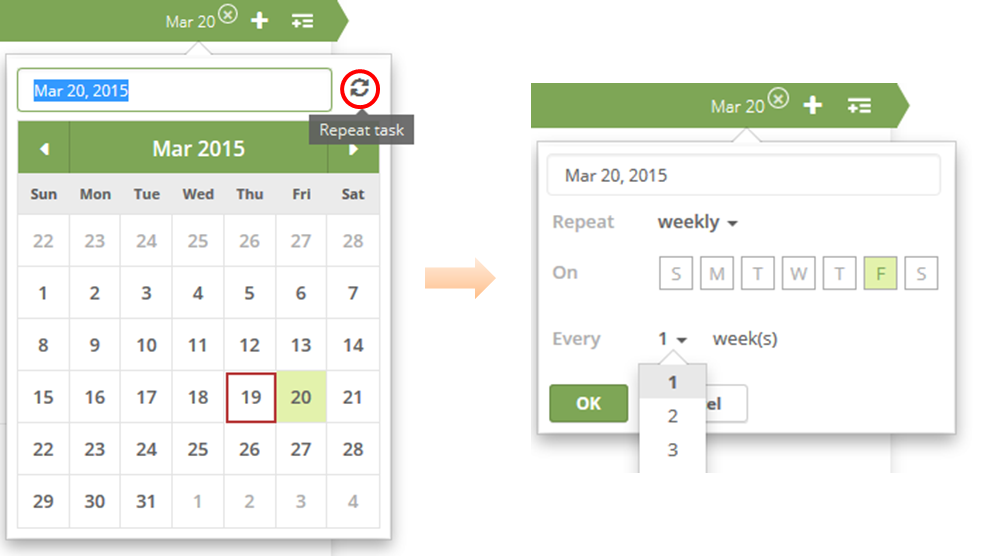 Mar 20
Mar 20, 2015
Repeat task
Mar 2015
Sun Mon Tue Wed Thu Fri Sat
22 23 24 25 26 27 28
1 2 3 4 5 6 7
8 9 10 11 12 13 14
15 16 17 18 19 20 21
22 23 24 25 26 27 28
29 30 31 1 2 3 4
Mar 20
Mar 20, 2015
Repeat weekly
On S M T W T F S
Every 1 week(s)
1
OK el
2
3